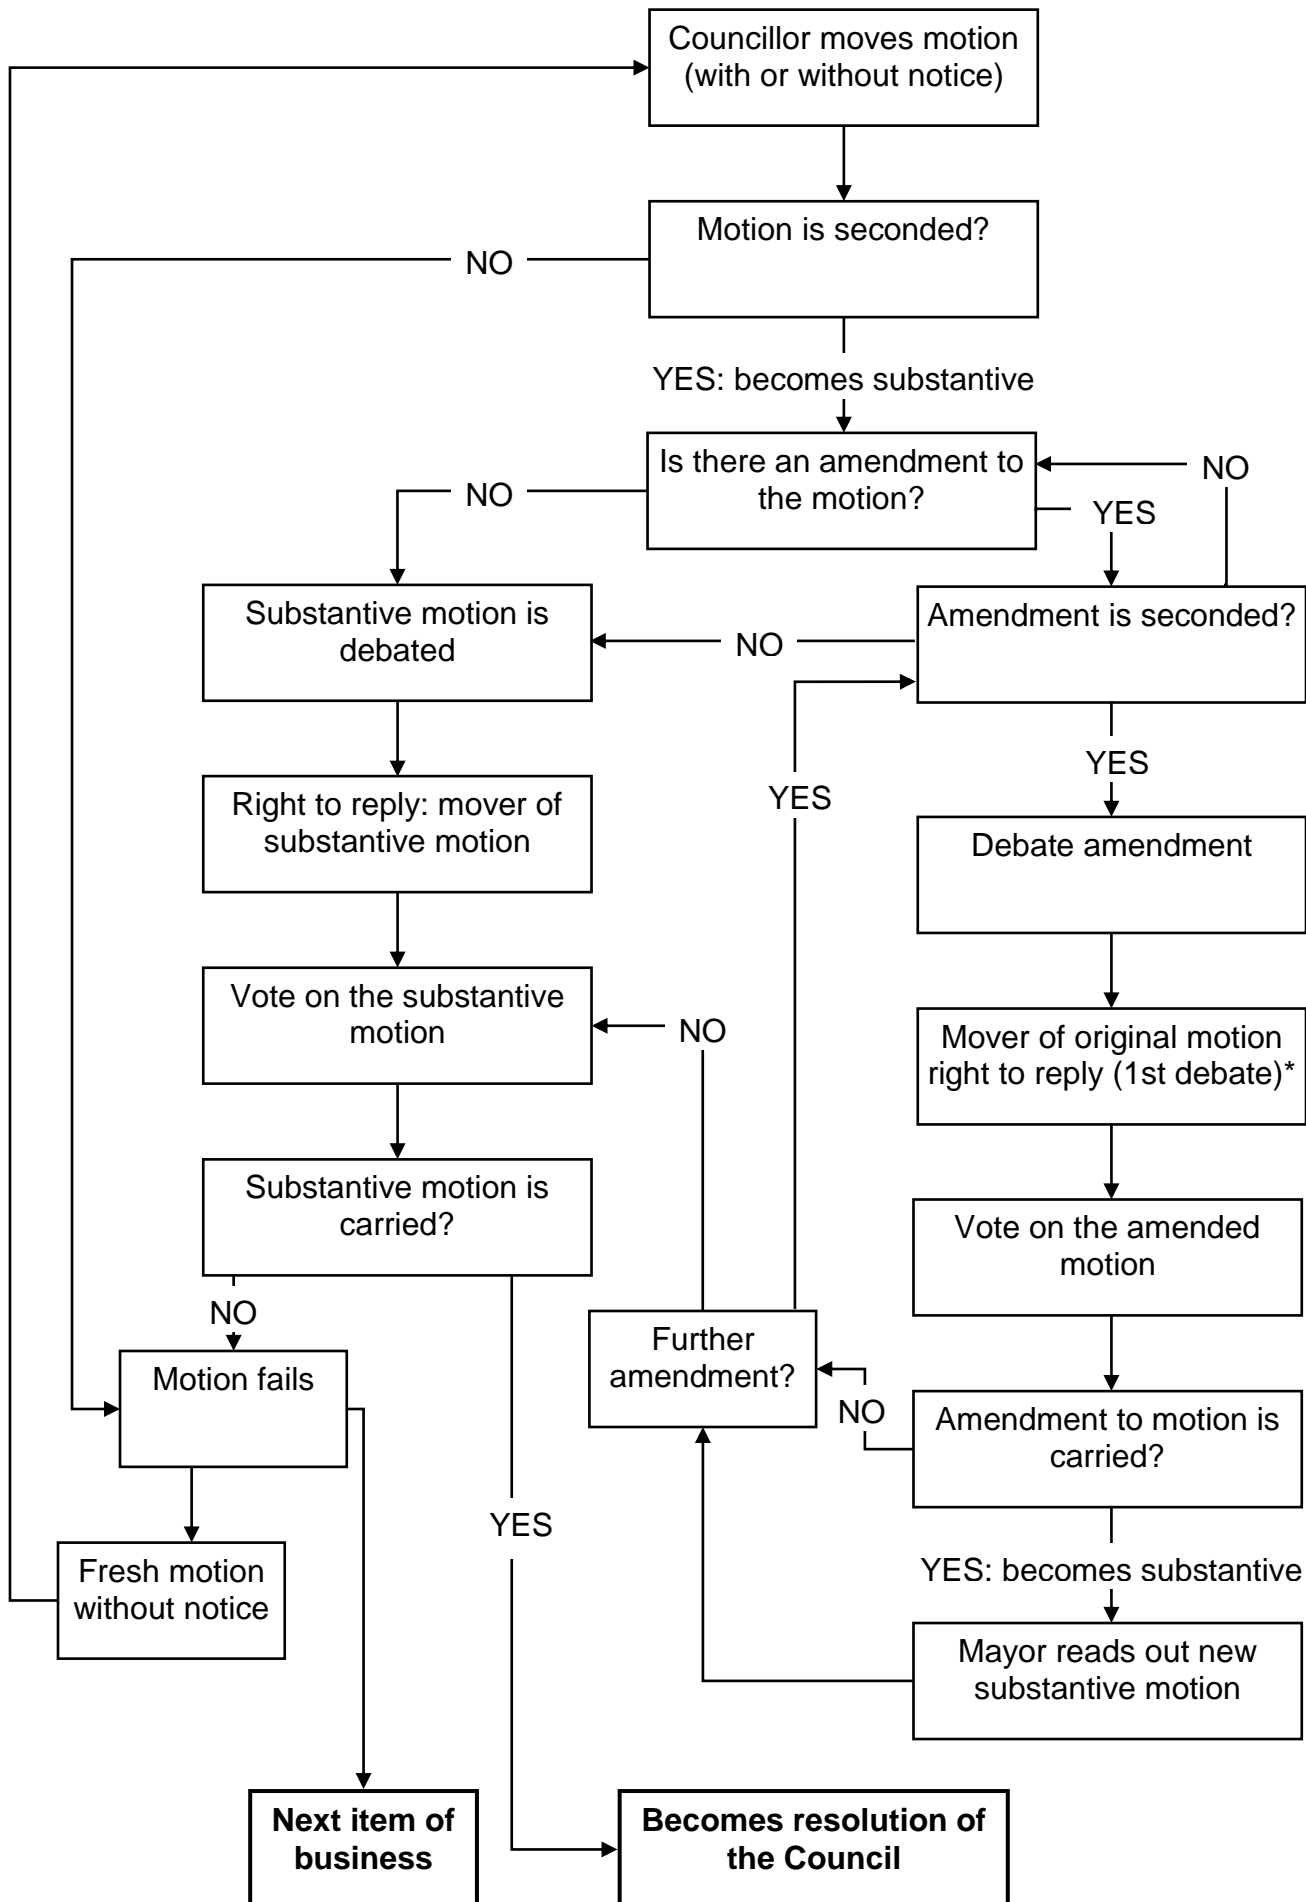 Councillor moves motion
(with or without notice)
Motion is seconded?
NO
YES: becomes substantive
Is there an amendment to
the motion?
NO
NO
YES
Substantive motion is
debated
Amendment is seconded?
NO
YES
Right to reply: mover of
substantive motion
YES
Debate amendment
Vote on the substantive
motion
NO
Mover of original motion
right to reply (1st debate)*
Substantive motion is
carried?
Vote on the amended
motion
NO
Further
amendment?
Motion fails
NO
Amendment to motion is
carried?
YES
Fresh motion
without notice
YES: becomes substantive
Mayor reads out new
substantive motion
Next item of
business
Becomes resolution of
the Council